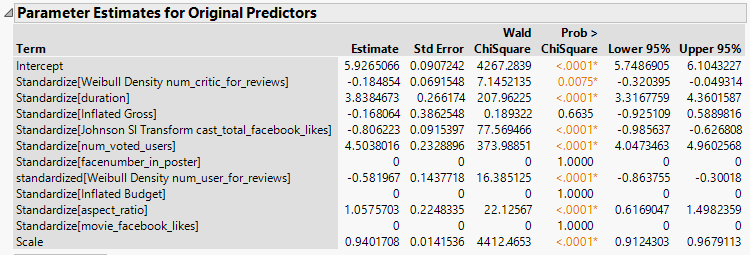 Parameter Estimates for Original Predictors
Wald Prob >
Term Estimate Std Error ChiSquare ChiSquare Lower 95% Upper 95%
Intercept 5.9265066 0.0907242 4267.2839 <.0001* 5.7486905 6.1043227
Standardize[Weibull Density num_critic_for_reviews] -0.184854 0.0691548 7.1452135 0.0075* -0.320395 -0.049314
Standardize[duration] 3.8384673 0.266174 207.96225 <.0001* 3.3167759 4.3601587
Standardize[Inflated Gross] -0.168064 0.3862548 0.189322 0.6635 -0.925109 0.5889816
Standardize[Johnson Sl Transform cast_total_facebook_likes] -0.806223 0.0915397 77.569466 <.0001* -0.985637 -0.626808
Standardize[num_voted_users] 4.5038016 0.2328896 373.98851 <.0001* 4.0473463 4.9602568
Standardize[facenumber_in_poster] 0 0 0 1.0000 0 0
standardized[Weibull Density num_user_for_reviews] -0.581967 0.1437718 16.385125 <.0001* -0.863755 -0.30018
Standardize[Inflated Budget] 0 0 0 1.0000 0 0
Standardize[aspect_ratio] 1.0575703 0.2248335 22.12567 <.0001* 0.6169047 1.4982359
Standardize[movie_facebook_likes] 0 0 0 1.0000 0 0
Scale 0.9401708 0.0141536 4412.4653 <.0001* 0.9124303 0.9679113